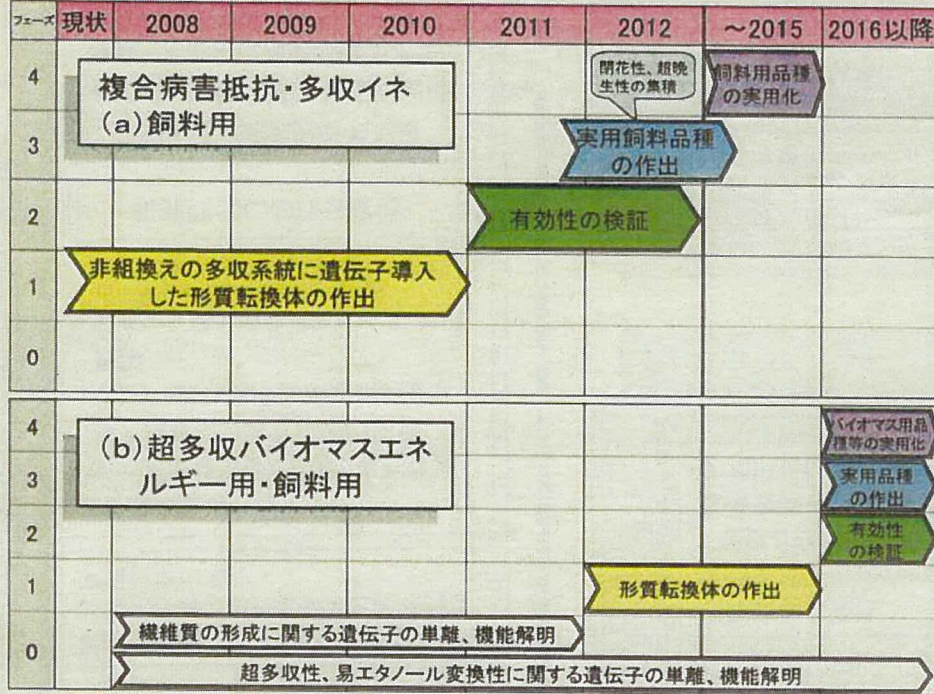 フェーズ 現状 2008 2009 2010 2011 2012 ～2015 2016以降
4
複合病害抵抗・多収イネ
(a)飼料用
閉花性、超晩
生性の集積
飼料用品種
の実用化
3
実用飼料品種
の作出
2
有効性の検証
1
非組換えの多収系統に遺伝子導入
した形質転換体の作出
0
4
(b)超多収バイオマスエネ
ルギー用・飼料用
バイオマス用品
種等の実用化
3
実用品種
の作出
2
有効性
の検証
1
形質転換体の作出
0
繊維質の形成に関する遺伝子の単離、機能解明
超多収性、易エタノール変換性に関する遺伝子の単離、機能解明